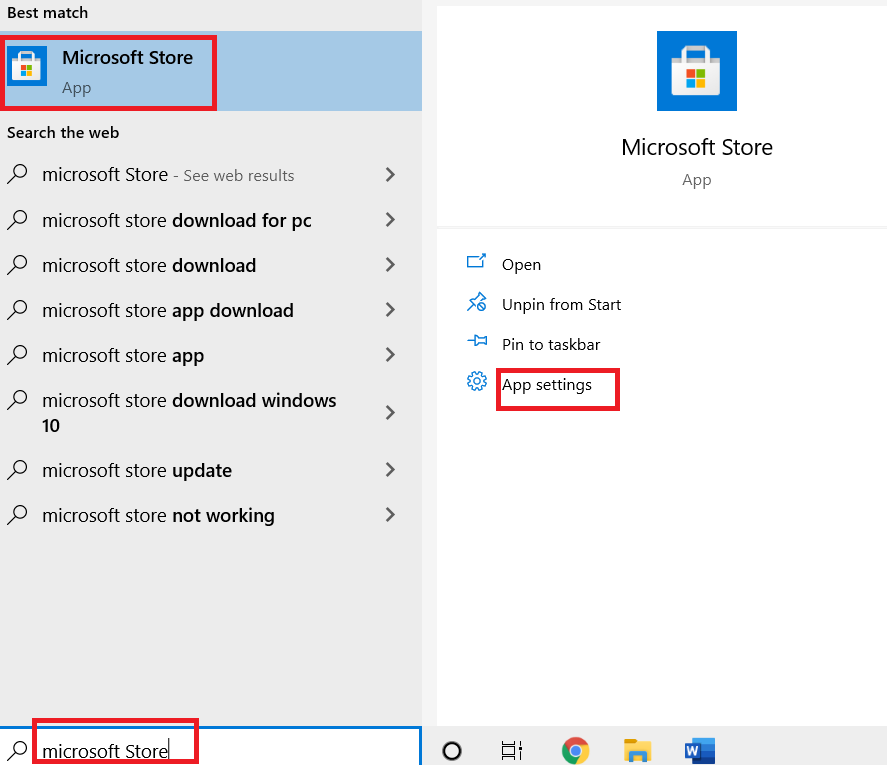 Best match
Microsoft Store
App
Search the web
microsoft Store - See web results
microsoft store download for pc
microsoft store download
microsoft store app download
microsoft store app
microsoft store download windows
10
microsoft store update
microsoft store not working
microsoft Store
Microsoft Store
App
Open
Unpin from Start
Pin to taskbar
App settings
W